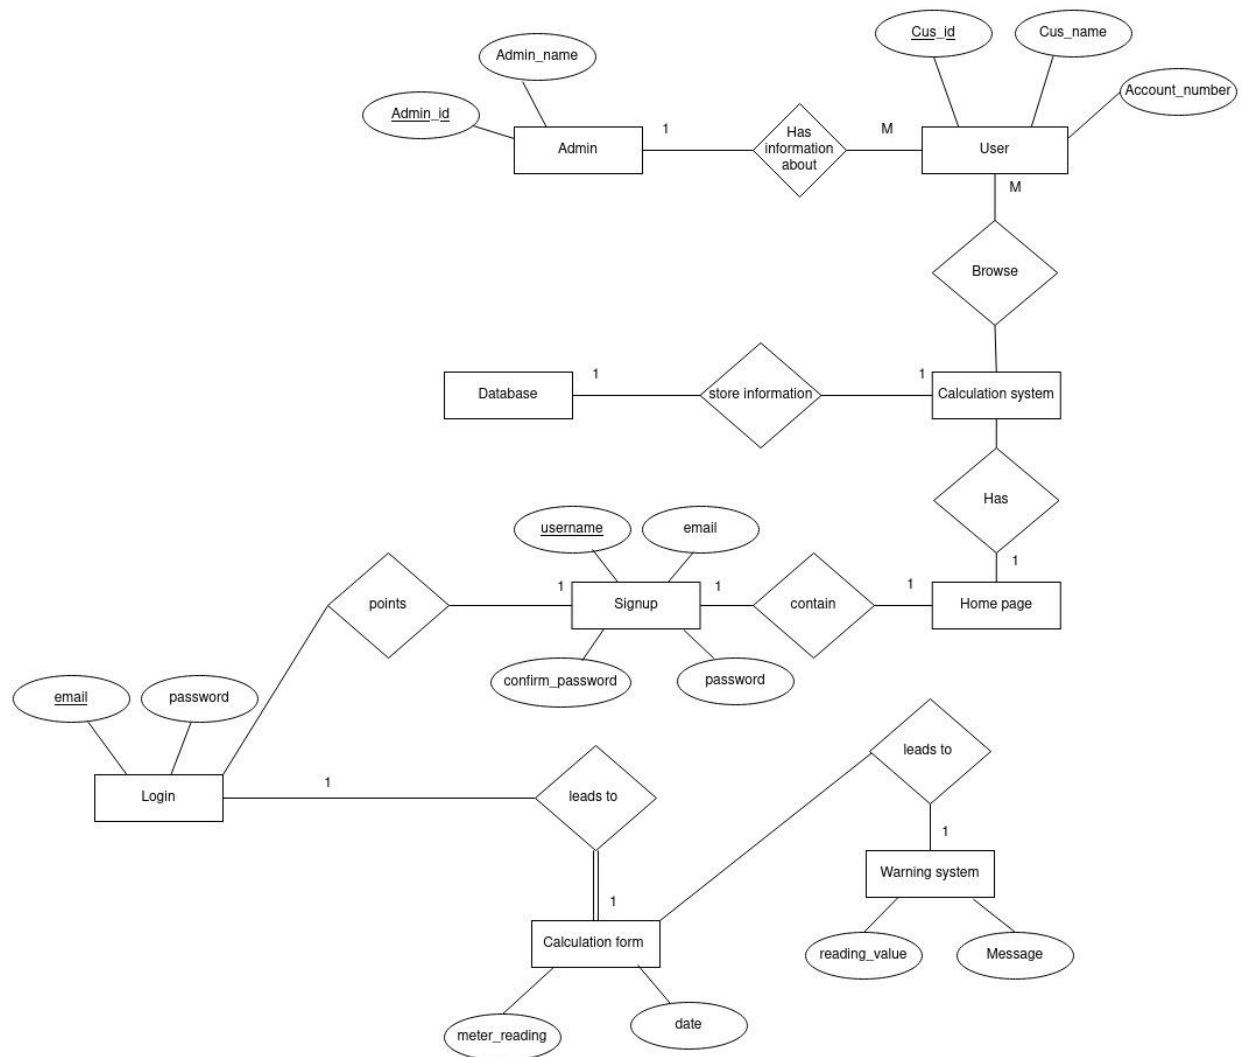 Cus_id
Cus_name
Admin_name
Account_number
Admin_id
Admin
1
Has
information
about
M
User
M
Browse
Database
1
store information
1
Calculation system
Has
username
email
1
points
1
Signup
1
contain
1
Home page
confirm_password
password
email
password
Login
1
leads to
leads to
1
Warning system
1
Calculation form
reading_value
Message
meter_reading
date